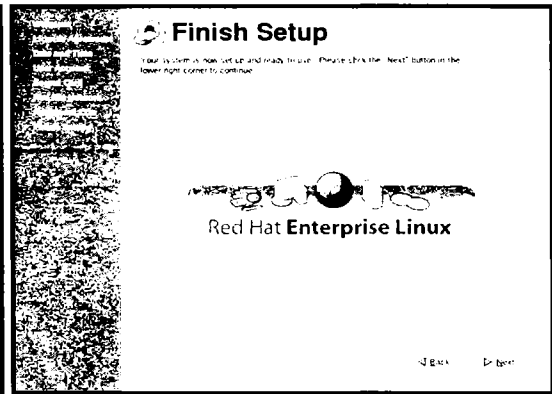 Finish Setup
Your system is now set up and ready to use. Please click the "Next" button in the
lower right corner to continue.
Red Hat Enterprise Linux
Back Next